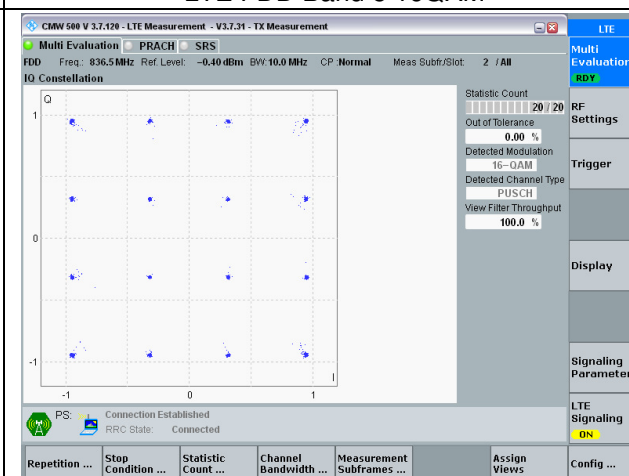 LTE FDD Band 5 16QAM
CMW 500 V 3.7.120 - LTE Measurement - V3.7.31 - TX Measurement
LTE
Multi Evaluation PRACH SRS
Multi Evaluation
RDY
FDD Freq.: 836.5 MHz Ref. Level: -0.40 dBm BW: 10.0 MHz CP :Normal Meas Subfr/Slot: 2 / All
IQ Constellation
Q
1
0
-1
-1 0 1
I
Statistic Count
20 / 20
Out of Tolerance
0.00 %
Detected Modulation
16-QAM
Detected Channel Type
PUSCH
View Filter Throughput
100.0 %
RF Settings
Trigger
Display
Signaling
LTE Signaling
ON
PS: Connection Established
RRC State: Connected
Repetition ...
Stop Condition ...
Statistic Count ...
Channel Bandwidth ...
Measurement Subframes ...
Assign Views
Config ...